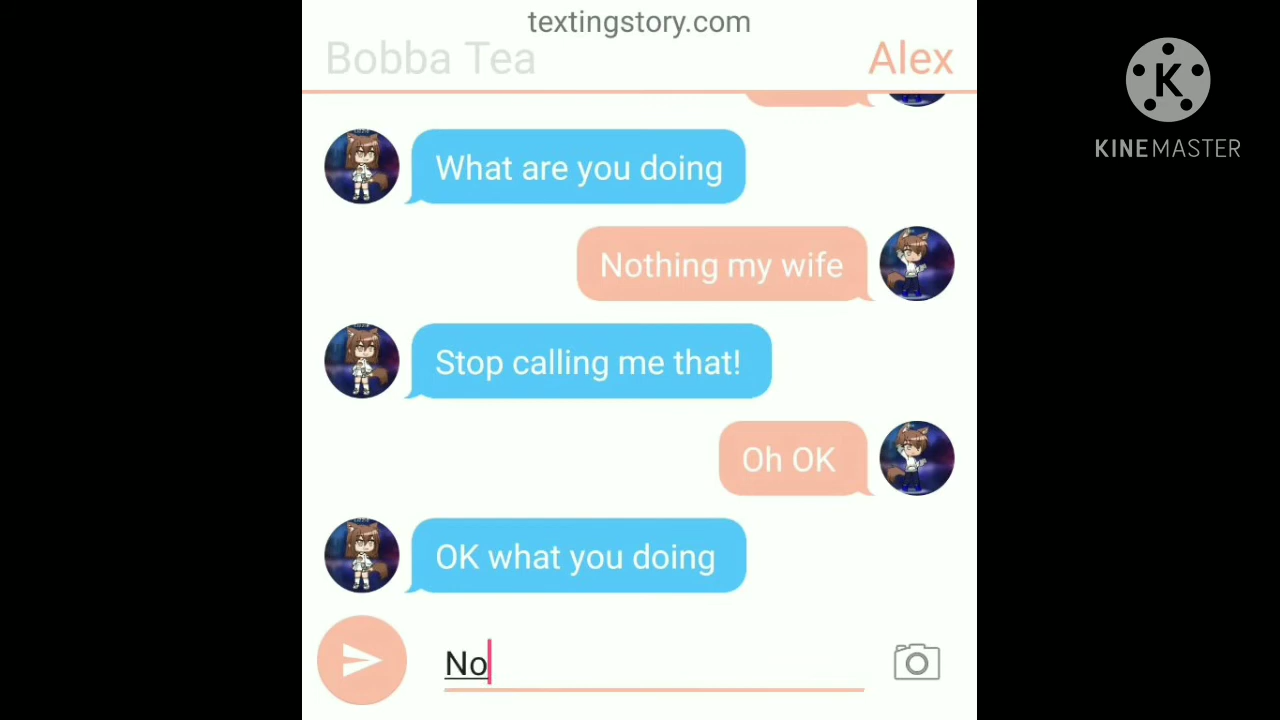 textingstory.com
Bobba Tea
Alex
K
KINEMASTER
What are you doing
Nothing my wife
Stop calling me that!
Oh OK
OK what you doing
No